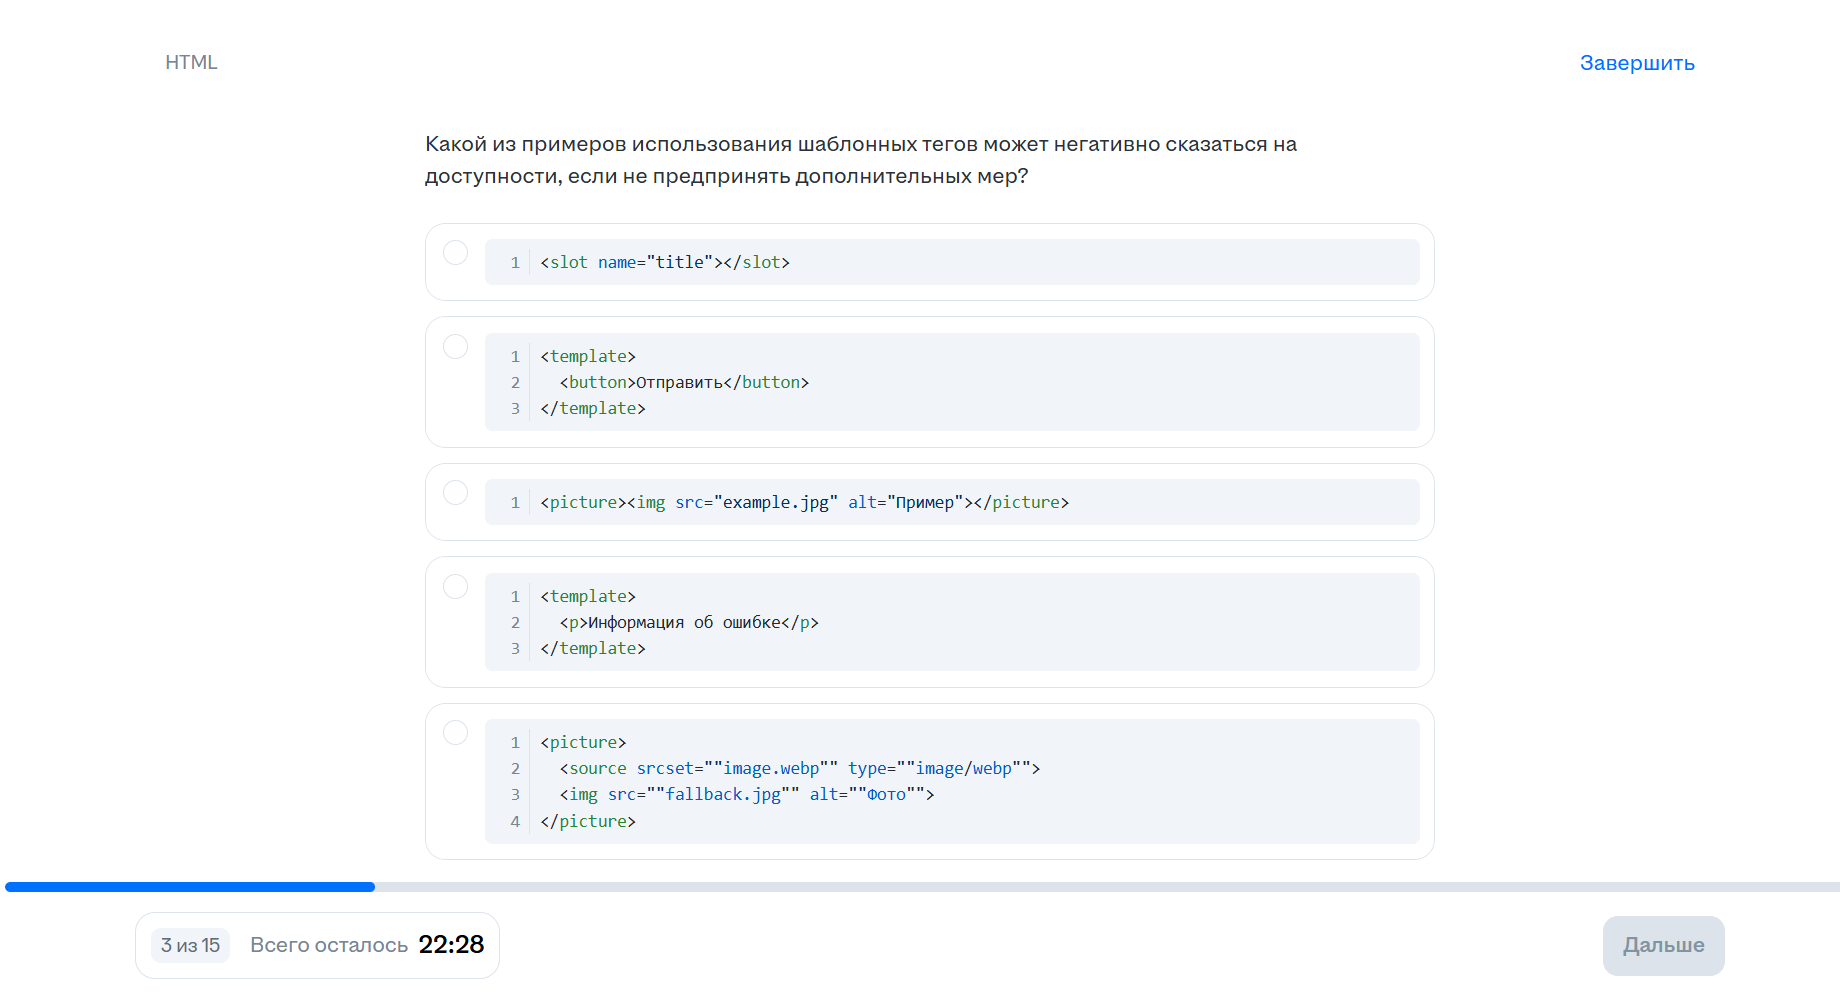 HTML
Завершить
Какой из примеров использования шаблонных тегов может негативно сказаться на
доступности, если не предпринять дополнительных мер?
1 <slot name="title"></slot>
1 <template>
2   <button>Отправить</button>
3 </template>
1 <picture><img src="example.jpg" alt="Пример"></picture>
1 <template>
2   <p>Информация об ошибке</p>
3 </template>
1 <picture>
2   <source srcset=""image.webp"" type=""image/webp"">
3   <img src=""fallback.jpg"" alt=""Фото"">
4 </picture>
3 из 15 Всего осталось 22:28
Дальше